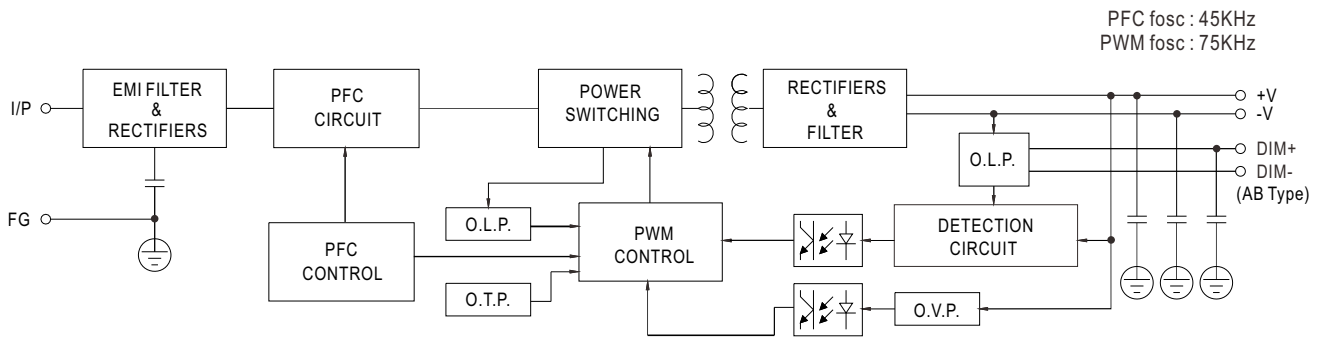 PFC fosc : 45KHz
PWM fosc : 75KHz
I/P
EMI FILTER
&
RECTIFIERS
PFC
CIRCUIT
POWER
SWITCHING
RECTIFIERS
&
FILTER
+V
-V
O.L.P.
DIM+
DIM-
(AB Type)
FG
PFC
CONTROL
O.L.P.
O.T.P.
PWM
CONTROL
DETECTION
CIRCUIT
O.V.P.